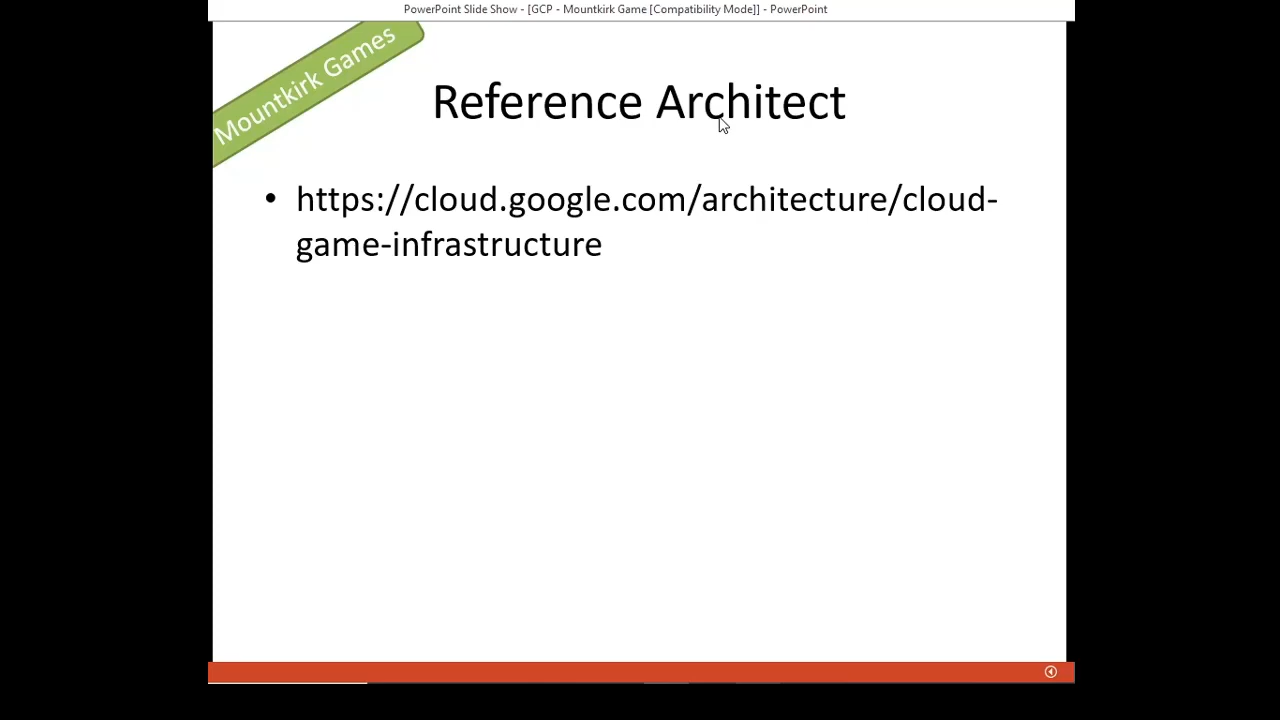 PowerPoint Slide Show - [GCP - Mountkirk Game [Compatibility Mode]] - PowerPoint
Mountkirk Games
Reference Architect
• https://cloud.google.com/architecture/cloud-
game-infrastructure